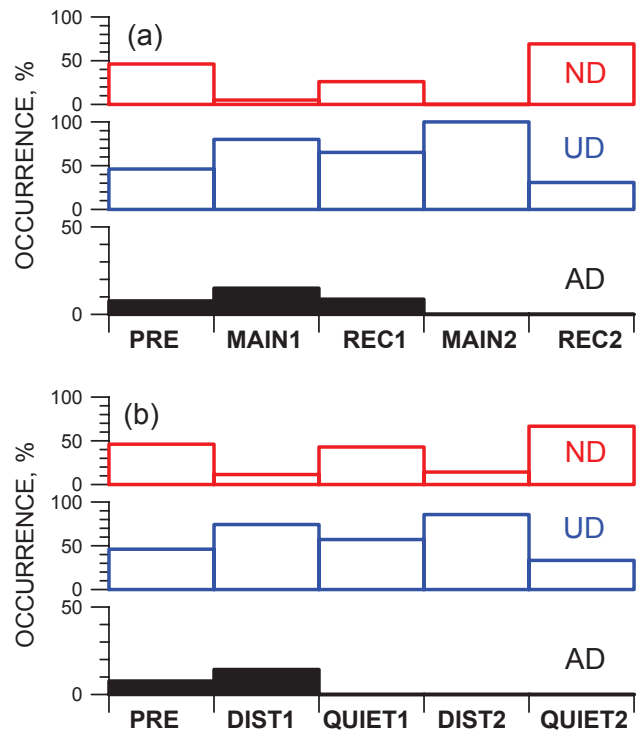 (a)
OCCURRENCE, %
100
50
0
ND
100
50
0
UD
50
0
AD
PRE MAIN1 REC1 MAIN2 REC2
(b)
OCCURRENCE, %
100
50
0
ND
100
50
0
UD
50
0
AD
PRE DIST1 QUIET1 DIST2 QUIET2